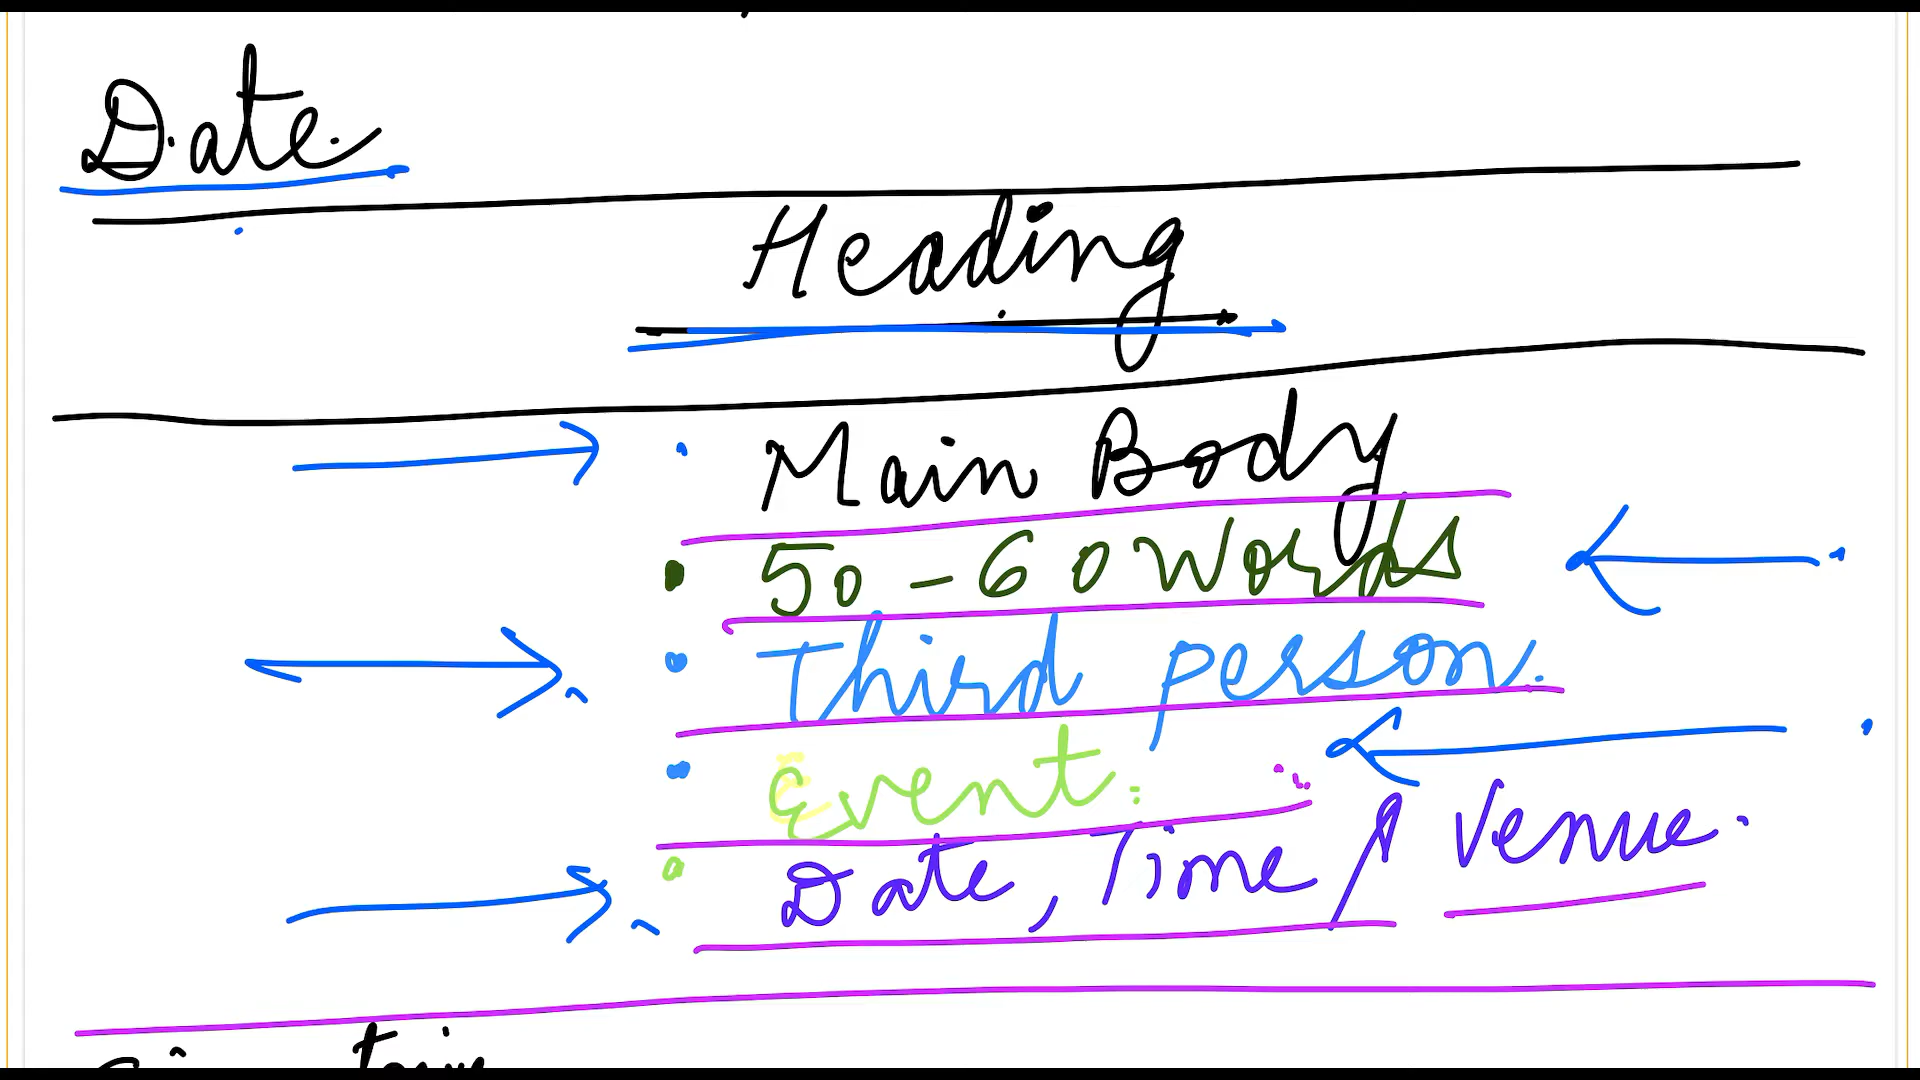 Date.
Heading
Main Body
50-60 Words
Third person.
Event:
Date, Time / Venue.